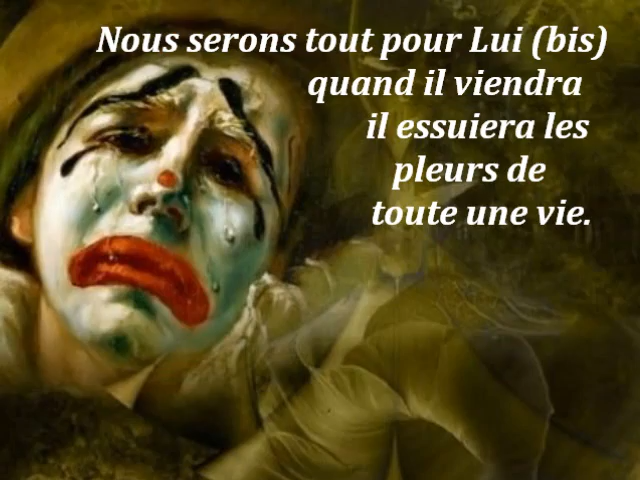 Nous serons tout pour Lui (bis)
quand il viendra
il essuiera les
pleurs de
toute une vie.